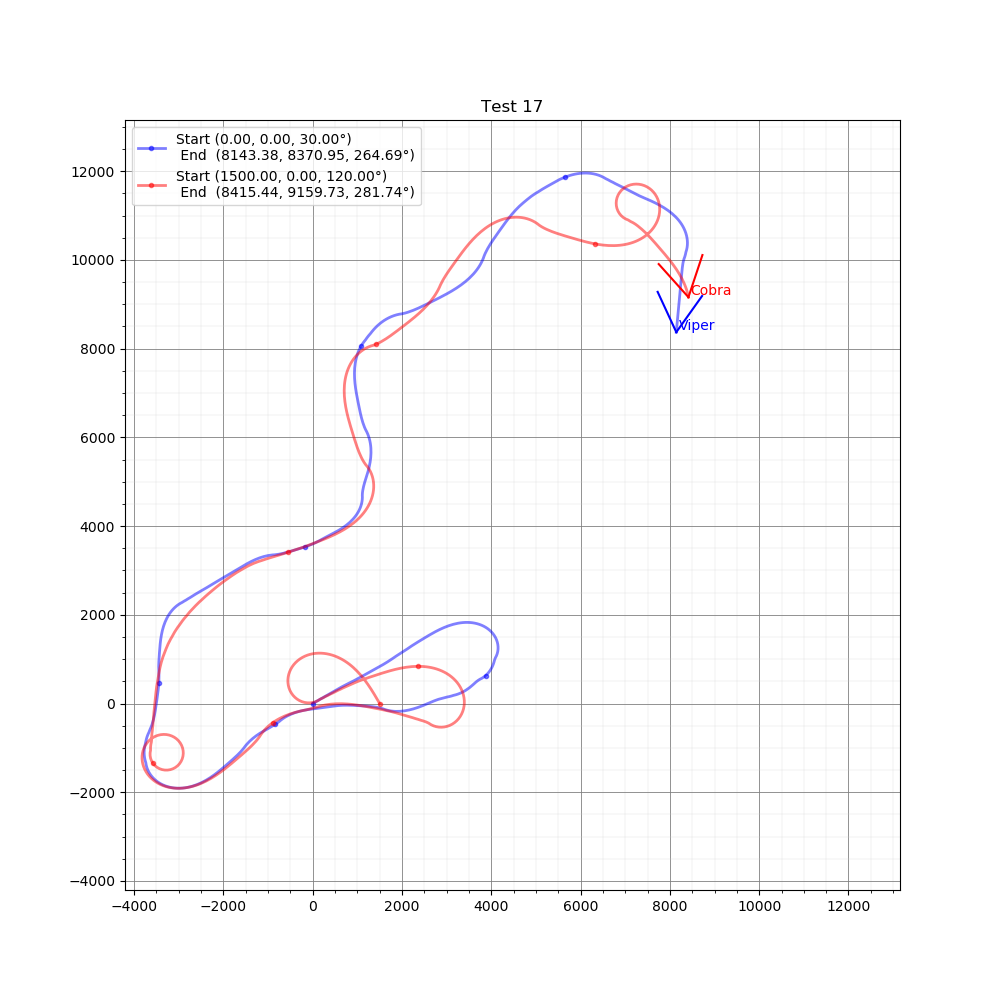 Test 17
Start (0.00, 0.00, 30.00°)
End (8143.38, 8370.95, 264.69°)
Start (1500.00, 0.00, 120.00°)
End (8415.44, 9159.73, 281.74°)
12000
10000
8000
6000
4000
2000
0
−2000
−4000
Cobra
Viper
−4000 −2000 0 2000 4000 6000 8000 10000 12000